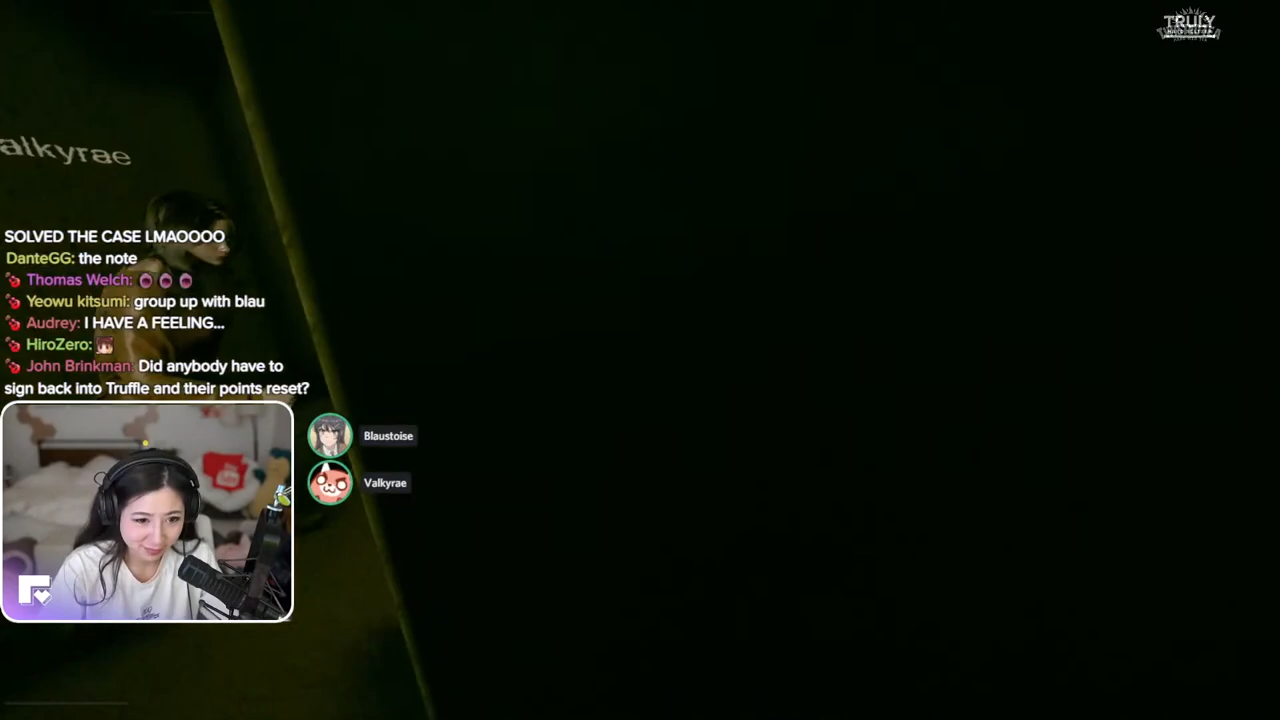 TRULY
alkyrae
SOLVED THE CASE LMAOOOO
DanteGG: the note
Thomas Welch:
Yeowu kitsumi: group up with blau
Audrey: I HAVE A FEELING...
HiroZero:
John Brinkman: Did anybody have to
sign back into Truffle and their points reset?
Blaustoise
Valkyrae